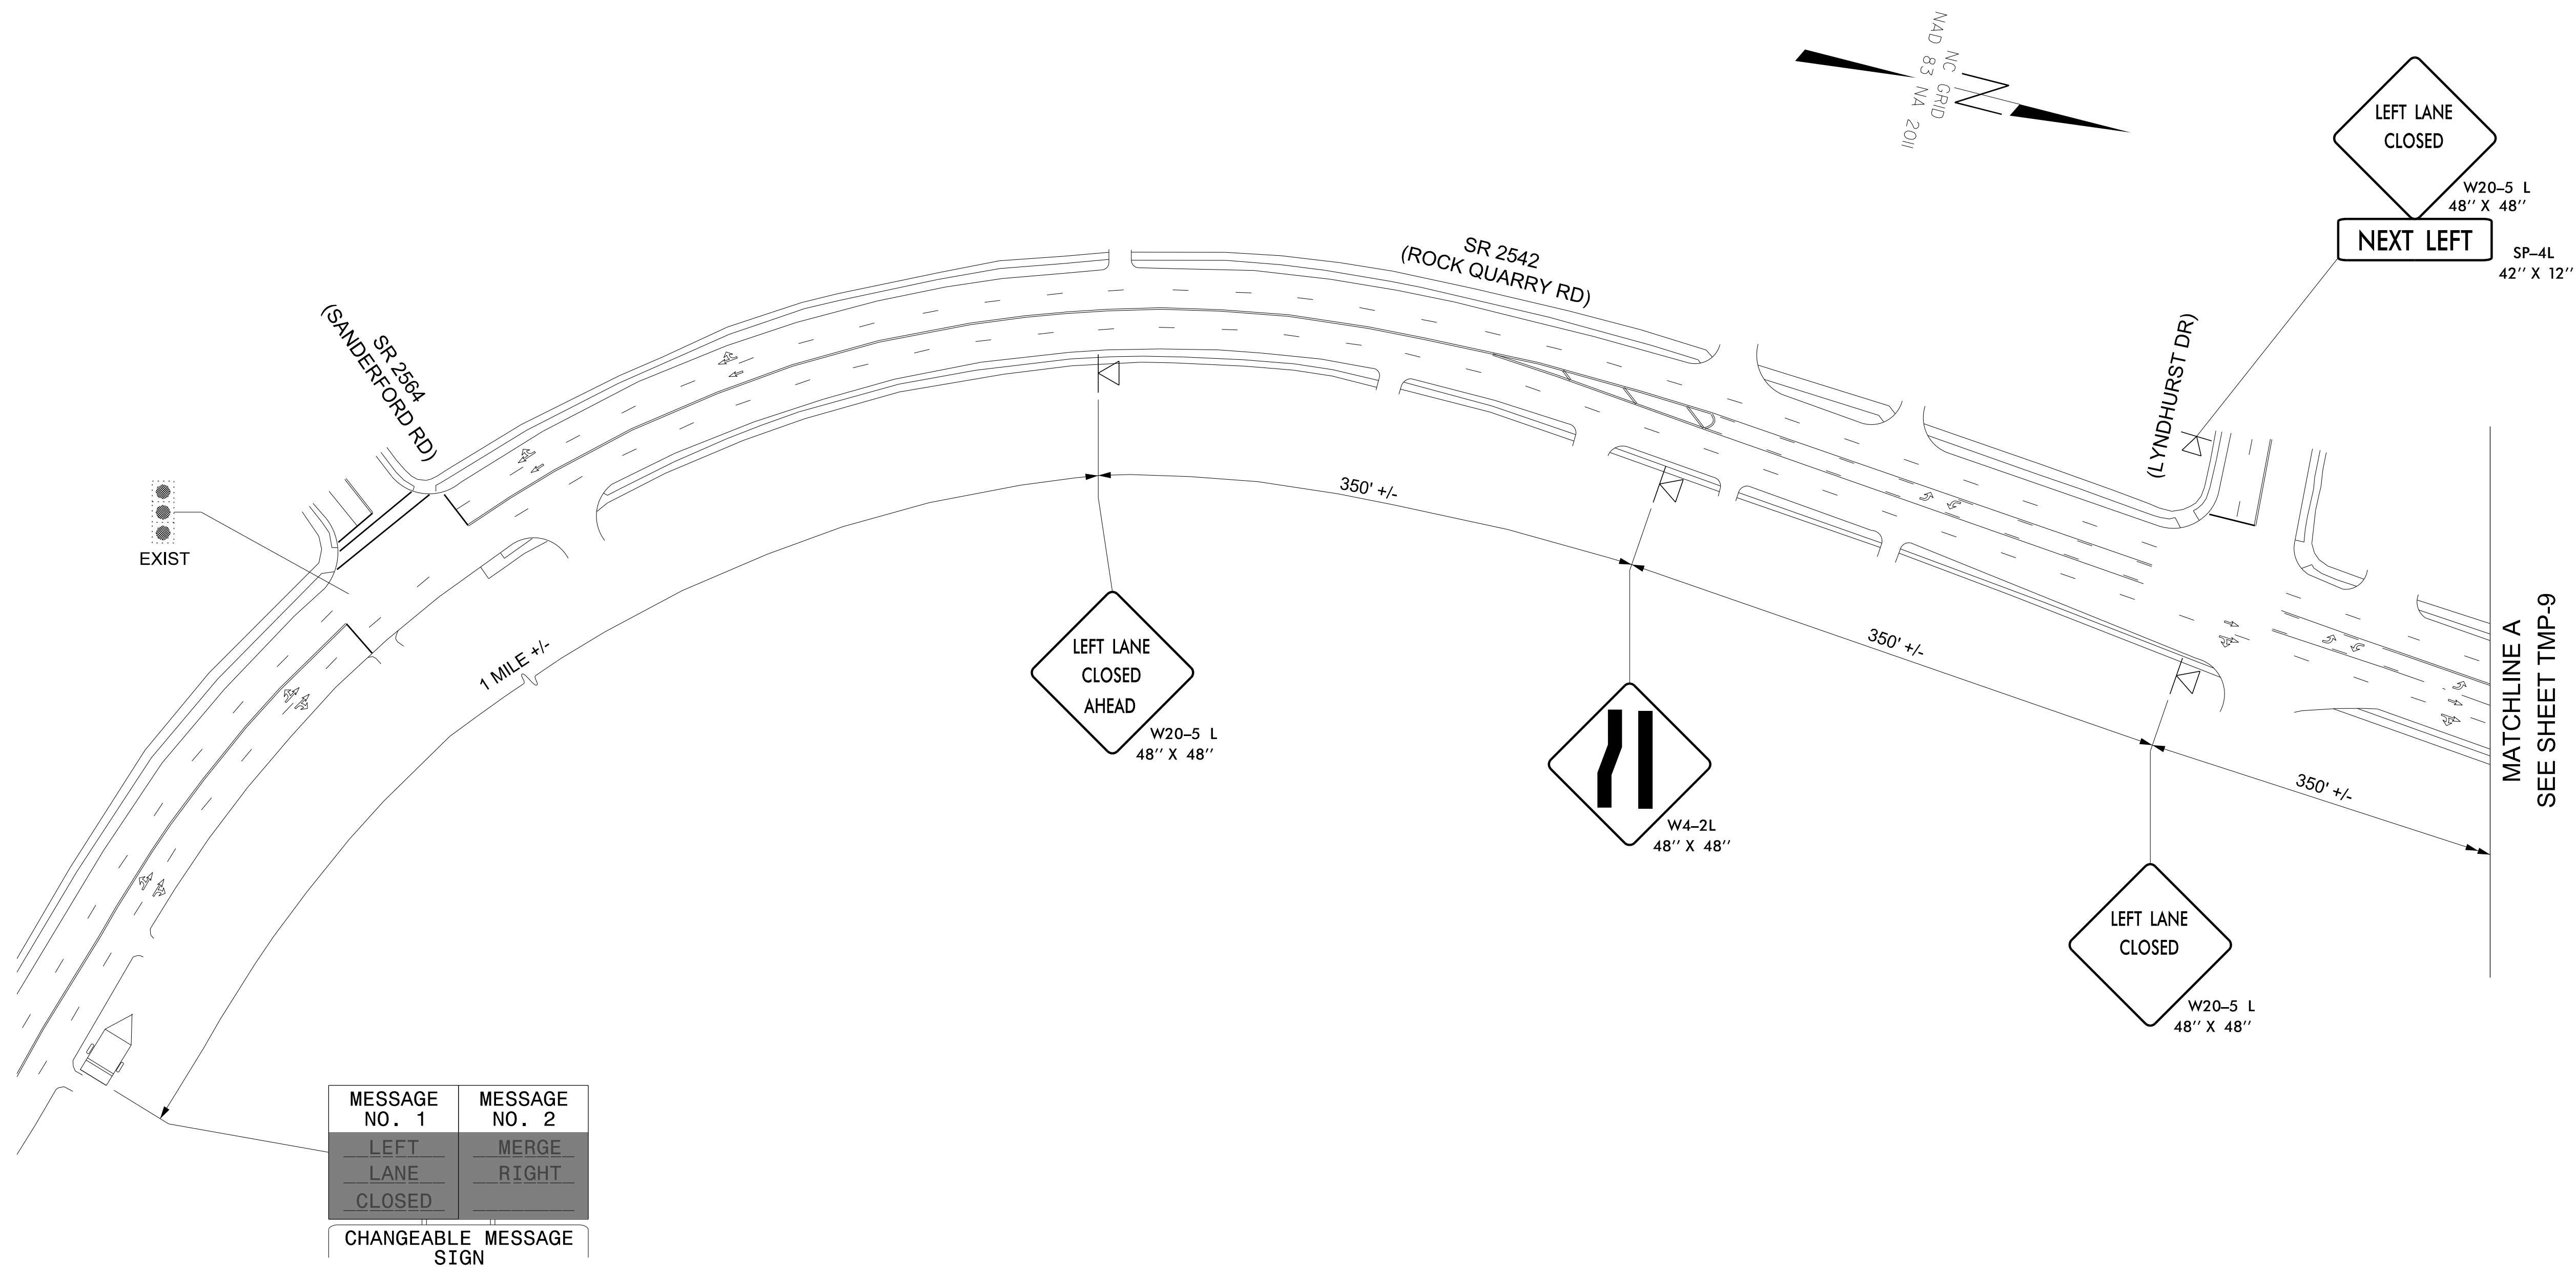 NC GRID
NAD 83 NA 2011
LEFT LANE
CLOSED
W20-5 L
48'' X 48''
NEXT LEFT
SP-4L
42'' X 12''
SR 2542
(ROCK QUARRY RD)
SR 2564
(SANDERFORD RD)
(LYNDHURST DR)
EXIST
350' +/-
350' +/-
350' +/-
1 MILE +/-
LEFT LANE
CLOSED
AHEAD
W20-5 L
48'' X 48''
W4-2L
48'' X 48''
LEFT LANE
CLOSED
W20-5 L
48'' X 48''
MATCHLINE A
SEE SHEET TMP-9
MESSAGE
NO. 1
LEFT
LANE
CLOSED
MESSAGE
NO. 2
MERGE
RIGHT
CHANGEABLE MESSAGE
SIGN